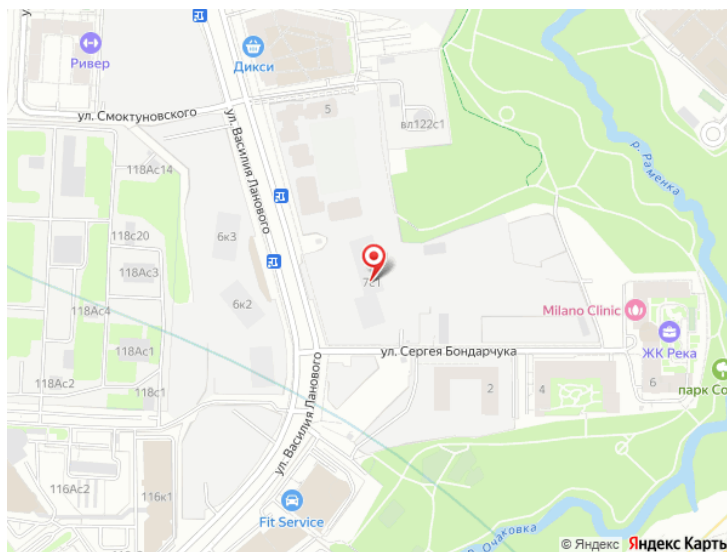 Ривер
Дикси
ул. Смоктуновского
5
вл122с1
р. Раменка
ул. Василия Ланового
118Ас14
118с20
6к3
118Ас3
7с1
6к2
118Ас4
Milano Clinic
118Ас1
ул. Сергея Бондарчука
ЖК Река
118Ас2
118с1
2
4
6
парк Со
ул. Василия Ланового
116Ас2
116к1
Fit Service
Очаковка
© Яндекс Яндекс Карты